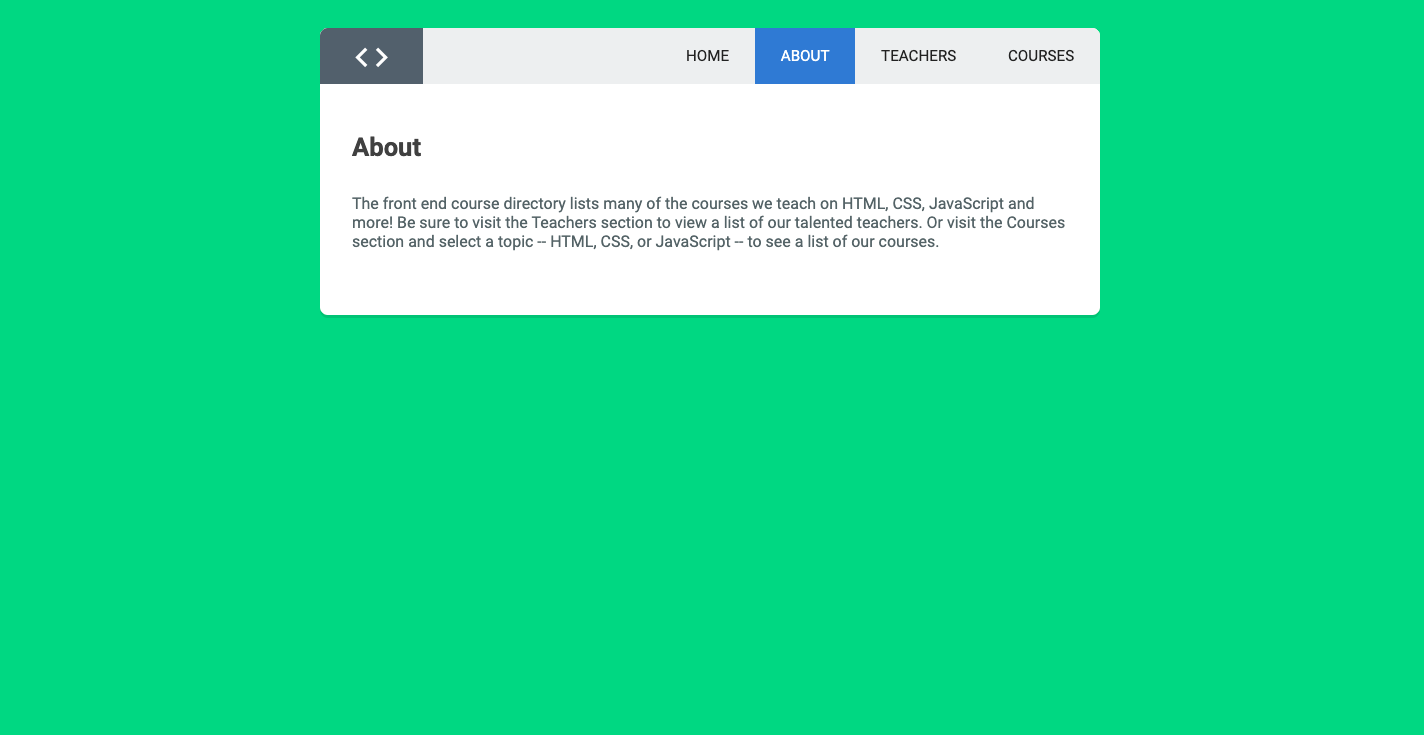 HOME ABOUT TEACHERS COURSES
About
The front end course directory lists many of the courses we teach on HTML, CSS, JavaScript and
more! Be sure to visit the Teachers section to view a list of our talented teachers. Or visit the Courses
section and select a topic -- HTML, CSS, or JavaScript -- to see a list of our courses.